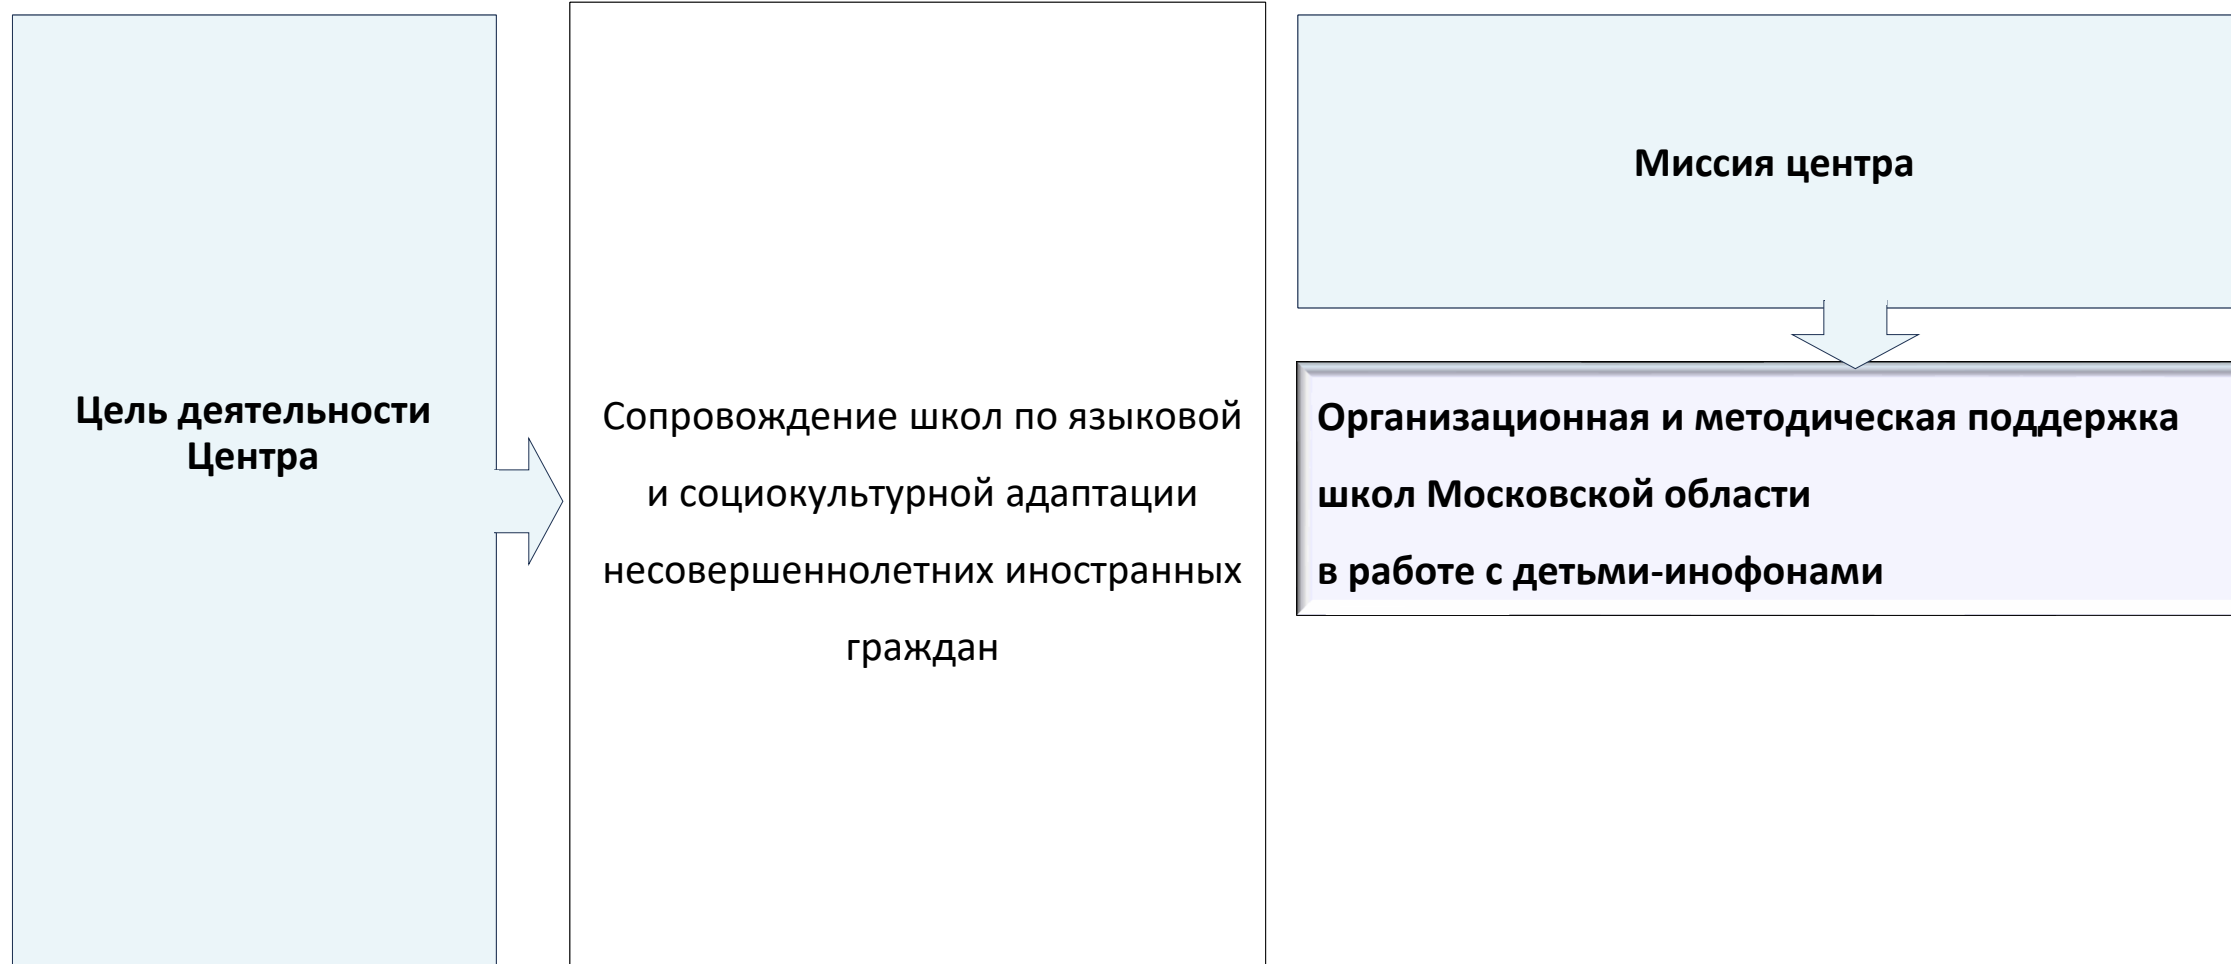 Цель деятельности
Центра
Сопровождение школ по языковой
и социокультурной адаптации
несовершеннолетних иностранных
граждан
Миссия центра
Организационная и методическая поддержка
школ Московской области
в работе с детьми-инофонами